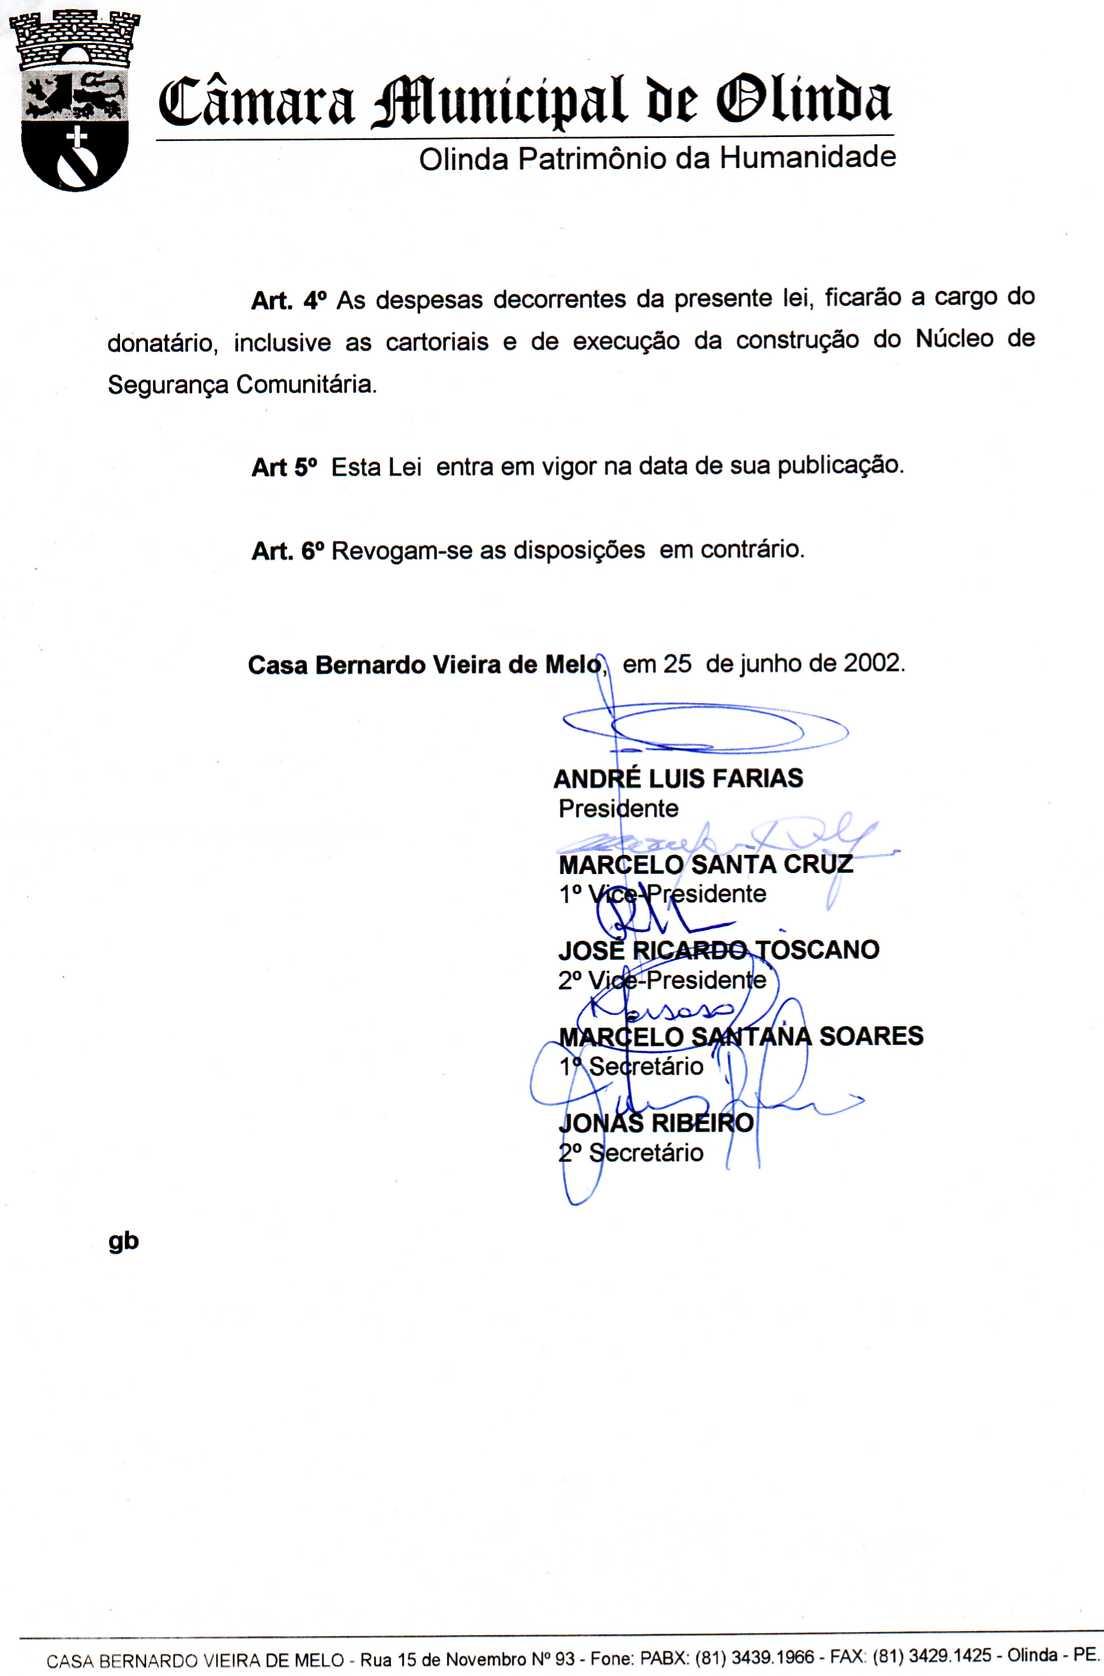 Câmara Municipal de Olinda
Olinda Patrimônio da Humanidade
Art. 4º As despesas decorrentes da presente lei, ficarão a cargo do
donatário, inclusive as cartoriais e de execução da construção do Núcleo de
Segurança Comunitária.
Art 5º Esta Lei entra em vigor na data de sua publicação.
Art. 6º Revogam-se as disposições em contrário.
Casa Bernardo Vieira de Melo, em 25 de junho de 2002.
ANDRÉ LUIS FARIAS
Presidente
MARCELO SANTA CRUZ
1º Vice-Presidente
JOSÉ RICARDO TOSCANO
2º Vice-Presidente
MARCELO SANTANA SOARES
1º Secretário
JONAS RIBEIRO
2º Secretário
gb
CASA BERNARDO VIEIRA DE MELO - Rua 15 de Novembro Nº 93 - Fone: PABX: (81) 3439.1966 - FAX: (81) 3429.1425 - Olinda - PE.